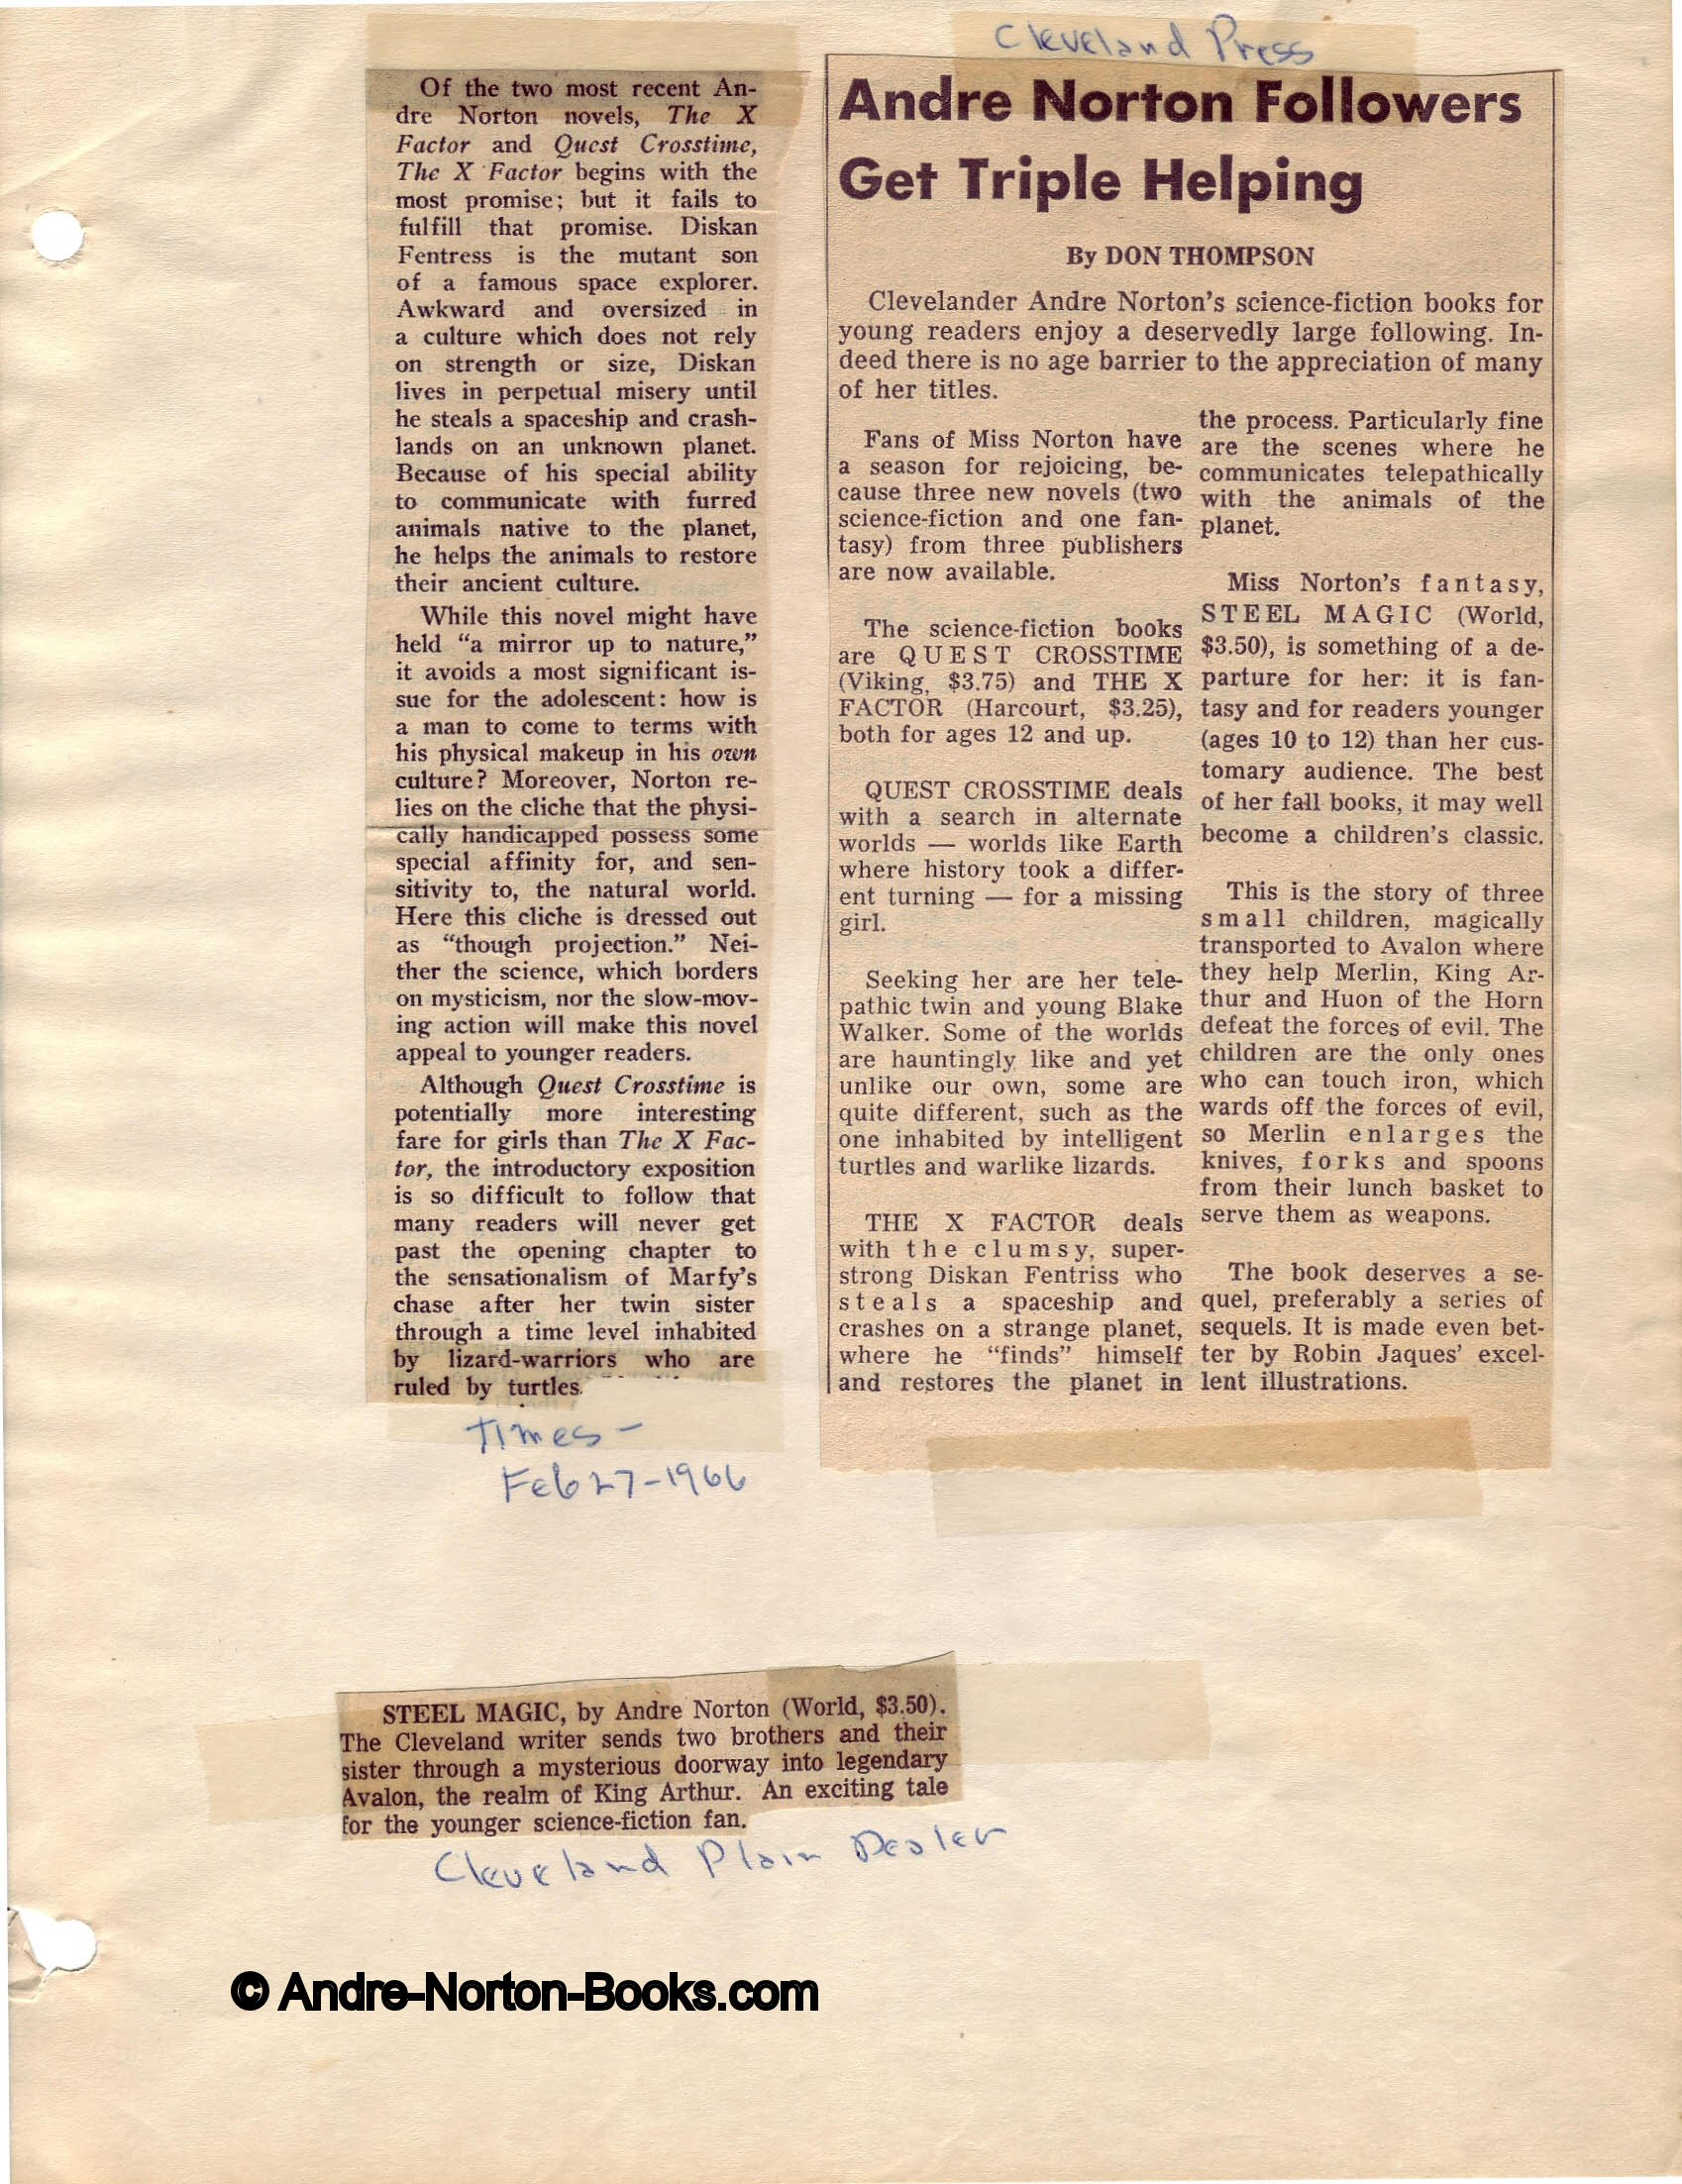 Of the two most recent An-
dre Norton novels, The X
Factor and Quest Crosstime,
The X Factor begins with the
most promise; but it fails to
fulfill that promise. Diskan
Fentress is the mutant son
of a famous space explorer.
Awkward and oversized in
a culture which does not rely
on strength or size, Diskan
lives in perpetual misery until
he steals a spaceship and crash-
lands on an unknown planet.
Because of his special ability
to communicate with furred
animals native to the planet,
he helps the animals to restore
their ancient culture.
While this novel might have
held “a mirror up to nature,”
it avoids a most significant is-
sue for the adolescent: how is
a man to come to terms with
his physical makeup in his own
culture? Moreover, Norton re-
lies on the cliche that the physi-
cally handicapped possess some
special affinity for, and sen-
sitivity to, the natural world.
Here this cliche is dressed out
as “though projection.” Nei-
ther the science, which borders
on mysticism, nor the slow-mov-
ing action will make this novel
appeal to younger readers.
Although Quest Crosstime is
potentially more interesting
fare for girls than The X Fac-
tor, the introductory exposition
is so difficult to follow that
many readers will never get
past the opening chapter to
the sensationalism of Marfy's
chase after her twin sister
through a time level inhabited
by lizard-warriors who are
ruled by turtles.
Times-
Feb 27-1966
Cleveland Press
Andre Norton Followers
Get Triple Helping
By DON THOMPSON
Clevelander Andre Norton's science-fiction books for
young readers enjoy a deservedly large following. In-
deed there is no age barrier to the appreciation of many
of her titles.
Fans of Miss Norton have
a season for rejoicing, be-
cause three new novels (two
science-fiction and one fan-
tasy) from three publishers
are now available.
The science-fiction books
are QUEST CROSSTIME
(Viking, $3.75) and THE X
FACTOR (Harcourt, $3.25),
both for ages 12 and up.
QUEST CROSSTIME deals
with a search in alternate
worlds — worlds like Earth
where history took a differ-
ent turning — for a missing
girl.
Seeking her are her tele-
pathic twin and young Blake
Walker. Some of the worlds
are hauntingly like and yet
unlike our own, some are
quite different, such as the
one inhabited by intelligent
turtles and warlike lizards.
THE X FACTOR deals
with the clumsy, super-
strong Diskan Fentriss who
steals a spaceship and
crashes on a strange planet,
where he “finds” himself
and restores the planet in
the process. Particularly fine
are the scenes where he
communicates telepathically
with the animals of the
planet.
Miss Norton's fantasy,
STEEL MAGIC (World,
$3.50), is something of a de-
parture for her: it is fan-
tasy and for readers younger
(ages 10 to 12) than her cus-
tomary audience. The best
of her fall books, it may well
become a children's classic.
This is the story of three
small children, magically
transported to Avalon where
they help Merlin, King Ar-
thur and Huon of the Horn
defeat the forces of evil. The
children are the only ones
who can touch iron, which
wards off the forces of evil,
so Merlin enlarges the
knives, forks and spoons
from their lunch basket to
serve them as weapons.
The book deserves a se-
quel, preferably a series of
sequels. It is made even bet-
ter by Robin Jaques' excel-
lent illustrations.
STEEL MAGIC, by Andre Norton (World, $3.50).
The Cleveland writer sends two brothers and their
sister through a mysterious doorway into legendary
Avalon, the realm of King Arthur. An exciting tale
for the younger science-fiction fan.
Cleveland Plain Dealer
© Andre-Norton-Books.com